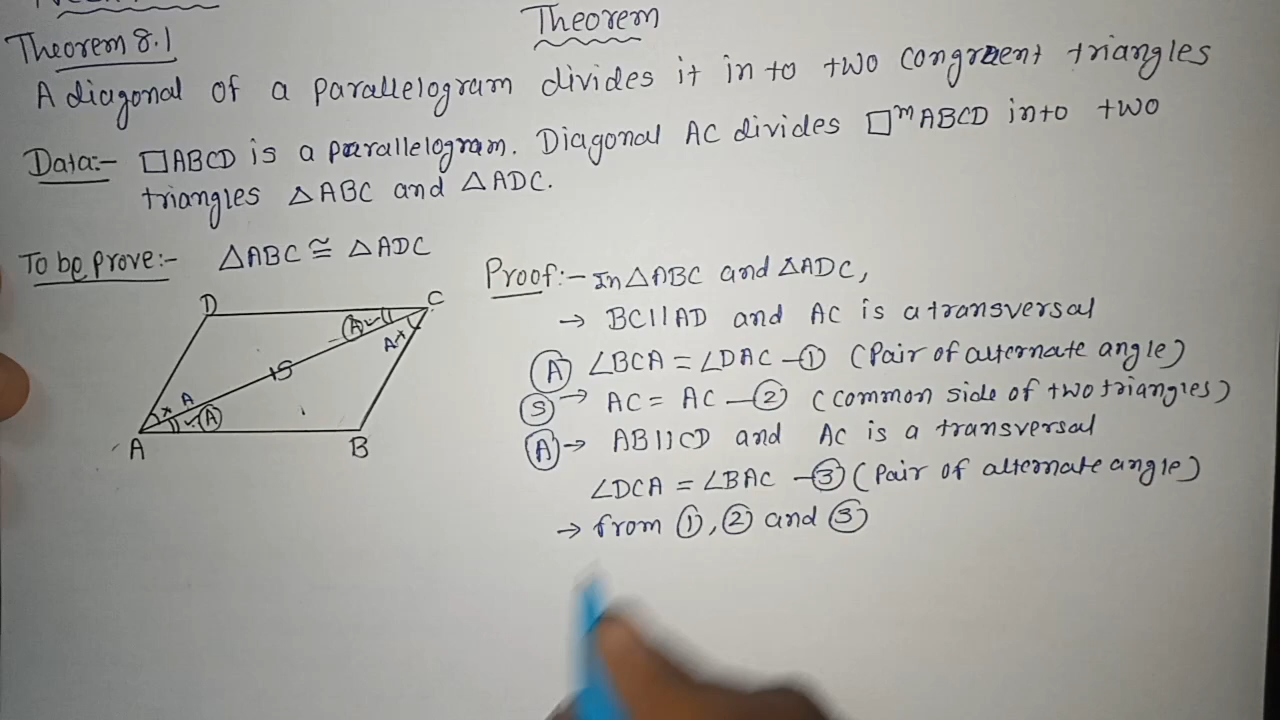 Theorem
Theorem 8.1
A diagonal of a parallelogram divides it in to two congruent triangles
Data:- □ABCD is a parallelogram. Diagonal AC divides □ᵐABCD into two
triangles △ABC and △ADC.
To be prove:- △ABC ≅ △ADC
D
C
A
A
S
A
A
A
B
Proof:- In △ABC and △ADC,
→ BC||AD and AC is a transversal
Ⓐ ∠BCA = ∠DAC —① (Pair of alternate angle)
Ⓢ → AC = AC —② (common side of two triangles)
Ⓐ → AB||CD and AC is a transversal
∠DCA = ∠BAC —③ (Pair of alternate angle)
→ from ①, ② and ③